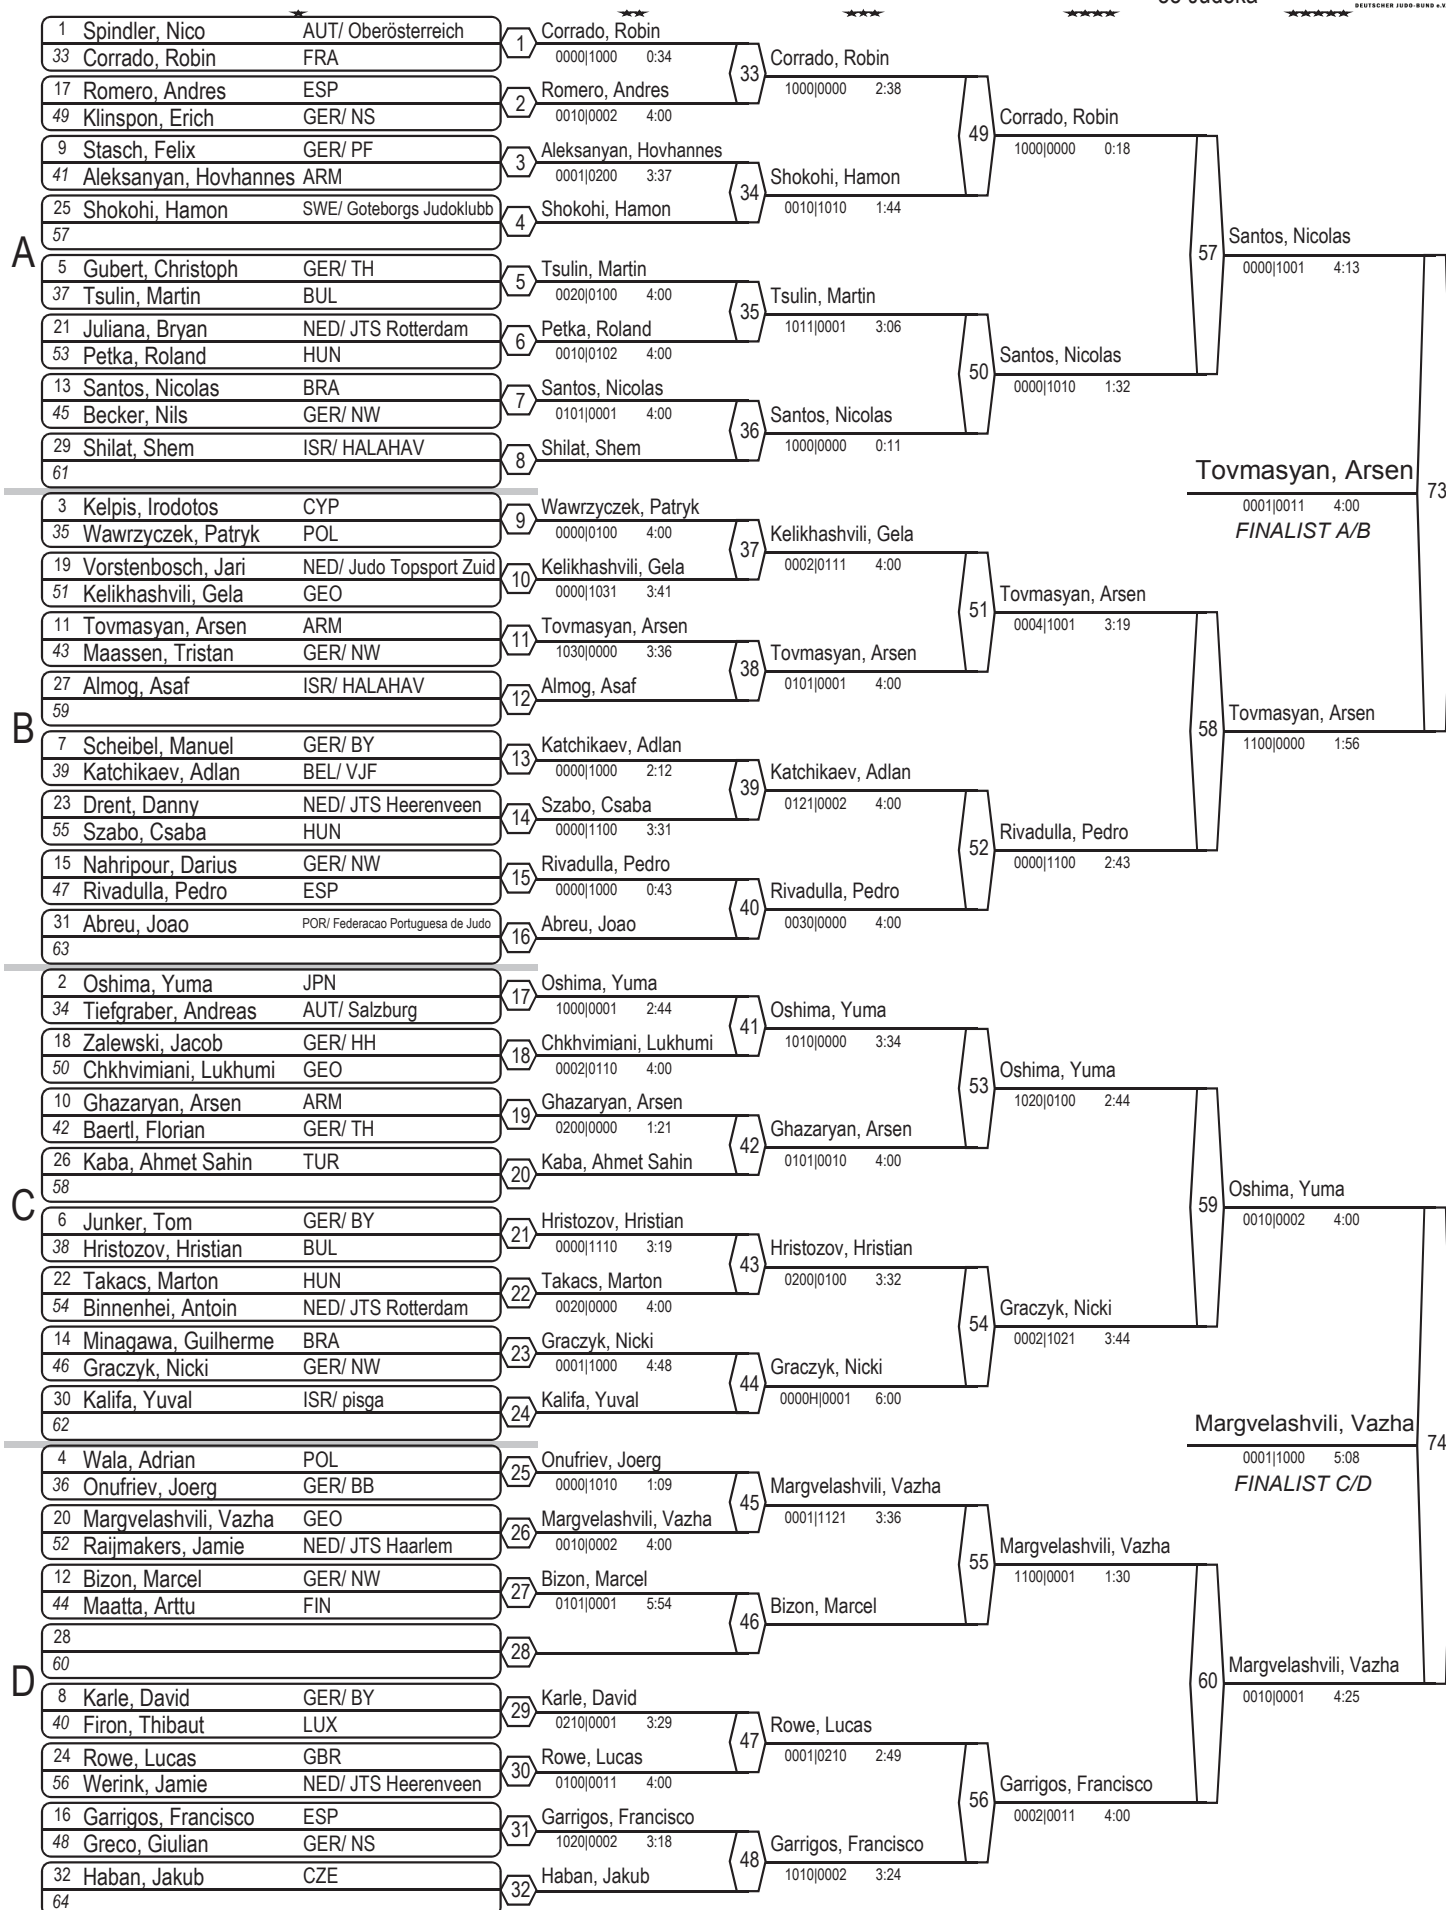 DEUTSCHER JUDO-BUND e.V.
1 Spindler, Nico AUT/ Oberösterreich
33 Corrado, Robin FRA
17 Romero, Andres ESP
49 Klinspon, Erich GER/ NS
9 Stasch, Felix GER/ PF
41 Aleksanyan, Hovhannes ARM
25 Shokohi, Hamon SWE/ Goteborgs Judoklubb
57
A
5 Gubert, Christoph GER/ TH
37 Tsulin, Martin BUL
21 Juliana, Bryan NED/ JTS Rotterdam
53 Petka, Roland HUN
13 Santos, Nicolas BRA
45 Becker, Nils GER/ NW
29 Shilat, Shem ISR/ HALAHAV
61
3 Kelpis, Irodotos CYP
35 Wawrzyczek, Patryk POL
19 Vorstenbosch, Jari NED/ Judo Topsport Zuid
51 Kelikhashvili, Gela GEO
11 Tovmasyan, Arsen ARM
43 Maassen, Tristan GER/ NW
27 Almog, Asaf ISR/ HALAHAV
59
B
7 Scheibel, Manuel GER/ BY
39 Katchikaev, Adlan BEL/ VJF
23 Drent, Danny NED/ JTS Heerenveen
55 Szabo, Csaba HUN
15 Nahripour, Darius GER/ NW
47 Rivadulla, Pedro ESP
31 Abreu, Joao POR/ Federacao Portuguesa de Judo
63
2 Oshima, Yuma JPN
34 Tiefgraber, Andreas AUT/ Salzburg
18 Zalewski, Jacob GER/ HH
50 Chkhvimiani, Lukhumi GEO
10 Ghazaryan, Arsen ARM
42 Baertl, Florian GER/ TH
26 Kaba, Ahmet Sahin TUR
58
C
6 Junker, Tom GER/ BY
38 Hristozov, Hristian BUL
22 Takacs, Marton HUN
54 Binnenhei, Antoin NED/ JTS Rotterdam
14 Minagawa, Guilherme BRA
46 Graczyk, Nicki GER/ NW
30 Kalifa, Yuval ISR/ pisga
62
4 Wala, Adrian POL
36 Onufriev, Joerg GER/ BB
20 Margvelashvili, Vazha GEO
52 Raijmakers, Jamie NED/ JTS Haarlem
12 Bizon, Marcel GER/ NW
44 Maatta, Arttu FIN
28
60
D
8 Karle, David GER/ BY
40 Firon, Thibaut LUX
24 Rowe, Lucas GBR
56 Werink, Jamie NED/ JTS Heerenveen
16 Garrigos, Francisco ESP
48 Greco, Giulian GER/ NS
32 Haban, Jakub CZE
64
1 Corrado, Robin
0000|1000 0:34
2 Romero, Andres
0010|0002 4:00
3 Aleksanyan, Hovhannes
0001|0200 3:37
4 Shokohi, Hamon
5 Tsulin, Martin
0020|0100 4:00
6 Petka, Roland
0010|0102 4:00
7 Santos, Nicolas
0101|0001 4:00
8 Shilat, Shem
9 Wawrzyczek, Patryk
0000|0100 4:00
10 Kelikhashvili, Gela
0000|1031 3:41
11 Tovmasyan, Arsen
1030|0000 3:36
12 Almog, Asaf
13 Katchikaev, Adlan
0000|1000 2:12
14 Szabo, Csaba
0000|1100 3:31
15 Rivadulla, Pedro
0000|1000 0:43
16 Abreu, Joao
17 Oshima, Yuma
1000|0001 2:44
18 Chkhvimiani, Lukhumi
0002|0110 4:00
19 Ghazaryan, Arsen
0200|0000 1:21
20 Kaba, Ahmet Sahin
21 Hristozov, Hristian
0000|1110 3:19
22 Takacs, Marton
0020|0000 4:00
23 Graczyk, Nicki
0001|1000 4:48
24 Kalifa, Yuval
25 Onufriev, Joerg
0000|1010 1:09
26 Margvelashvili, Vazha
0010|0002 4:00
27 Bizon, Marcel
0101|0001 5:54
28
29 Karle, David
0210|0001 3:29
30 Rowe, Lucas
0100|0011 4:00
31 Garrigos, Francisco
1020|0002 3:18
32 Haban, Jakub
33 Corrado, Robin
1000|0000 2:38
34 Shokohi, Hamon
0010|1010 1:44
35 Tsulin, Martin
1011|0001 3:06
36 Santos, Nicolas
1000|0000 0:11
37 Kelikhashvili, Gela
0002|0111 4:00
38 Tovmasyan, Arsen
0101|0001 4:00
39 Katchikaev, Adlan
0121|0002 4:00
40 Rivadulla, Pedro
0030|0000 4:00
41 Oshima, Yuma
1010|0000 3:34
42 Ghazaryan, Arsen
0101|0010 4:00
43 Hristozov, Hristian
0200|0100 3:32
44 Graczyk, Nicki
0000H|0001 6:00
45 Margvelashvili, Vazha
0001|1121 3:36
46 Bizon, Marcel
47 Rowe, Lucas
0001|0210 2:49
48 Garrigos, Francisco
1010|0002 3:24
49 Corrado, Robin
1000|0000 0:18
50 Santos, Nicolas
0000|1010 1:32
51 Tovmasyan, Arsen
0004|1001 3:19
52 Rivadulla, Pedro
0000|1100 2:43
53 Oshima, Yuma
1020|0100 2:44
54 Graczyk, Nicki
0002|1021 3:44
55 Margvelashvili, Vazha
1100|0001 1:30
56 Garrigos, Francisco
0002|0011 4:00
57 Santos, Nicolas
0000|1001 4:13
58 Tovmasyan, Arsen
1100|0000 1:56
59 Oshima, Yuma
0010|0002 4:00
60 Margvelashvili, Vazha
0010|0001 4:25
Tovmasyan, Arsen 73
0001|0011 4:00
FINALIST A/B
Margvelashvili, Vazha 74
0001|1000 5:08
FINALIST C/D